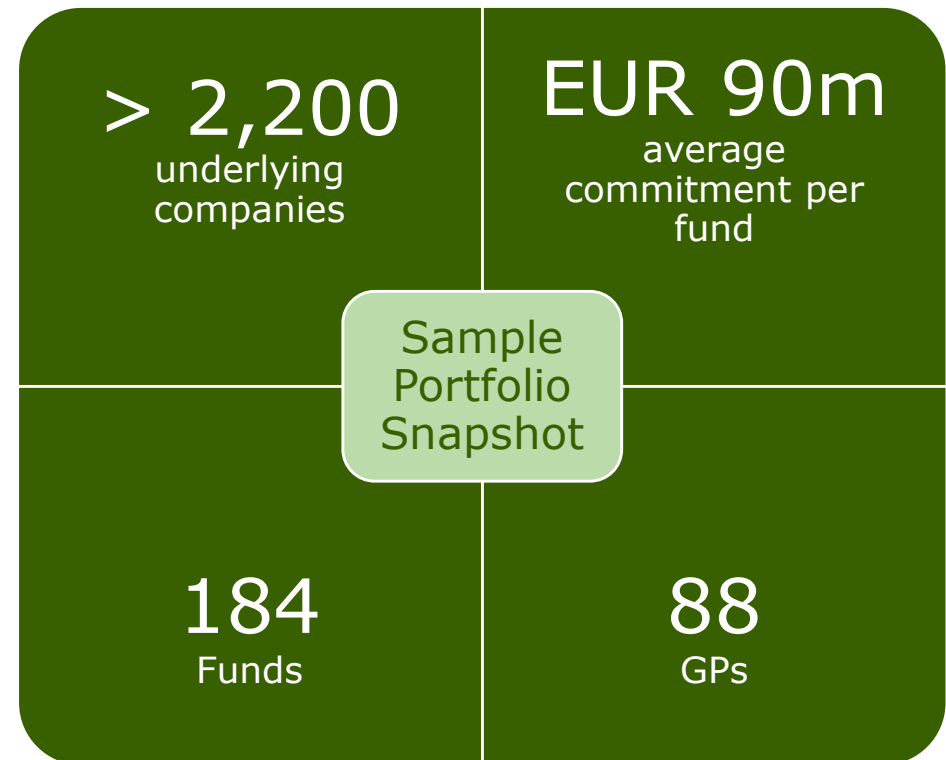 > 2,200
underlying
companies
EUR 90m
average
commitment per
fund
Sample
Portfolio
Snapshot
184
Funds
88
GPs